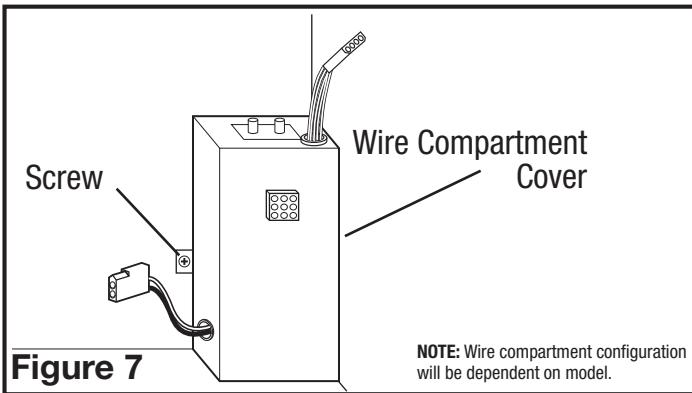 Wire Compartment
Cover
Screw
Figure 7
NOTE: Wire compartment configuration
will be dependent on model.